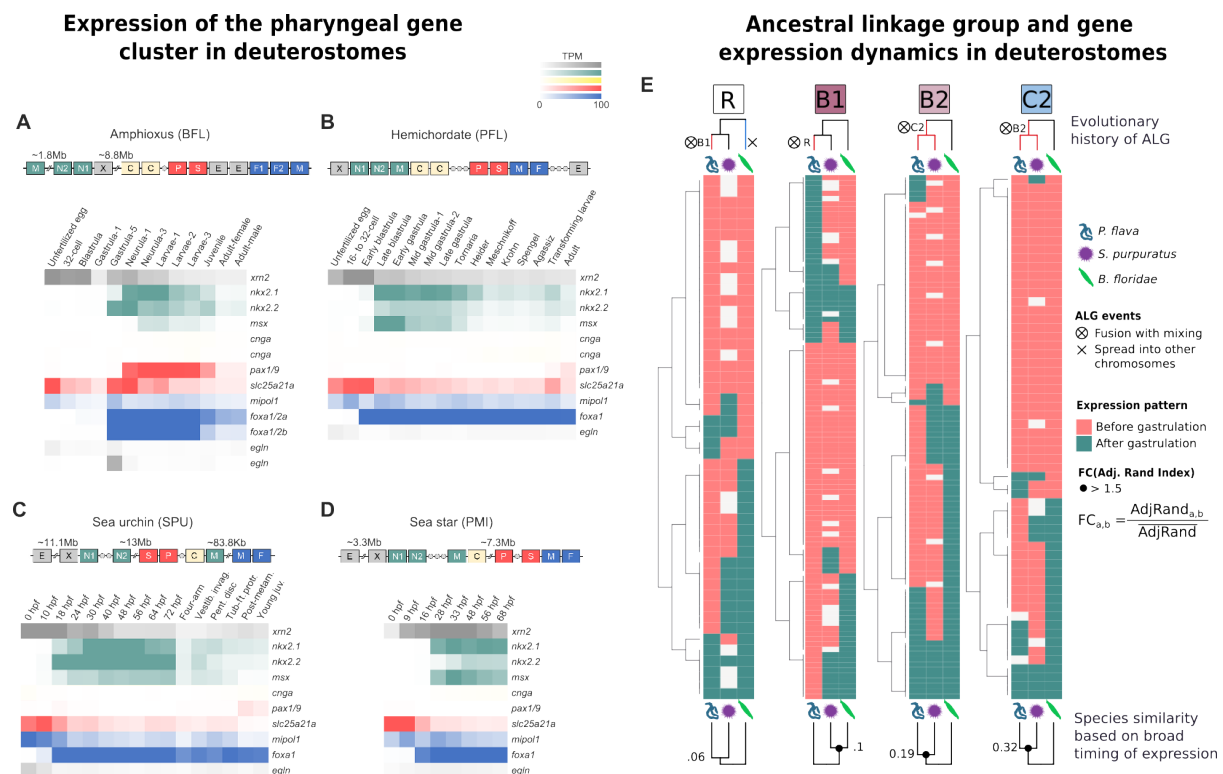 Expression of the pharyngeal gene
cluster in deuterostomes
TPM
0 100
A
Amphioxus (BFL)
~1.8Mb ~8.8Mb
M N2 N1 X C C P S E E F1 F2 M
Unfertilized egg
32-cell
Blastula
Gastrula-1
Gastrula-5
Neurula-1
Neurula-3
Larvae-1
Larvae-2
Larvae-3
Juvenile
Adult-female
Adult-male
xrn2
nkx2.1
nkx2.2
msx
cnga
cnga
pax1/9
slc25a21a
mipol1
foxa1/2a
foxa1/2b
egln
egln
B
Hemichordate (PFL)
X N1 N2 M C C P S M F E
Unfertilized egg
16- to 32-cell
Early blastrula
Late blastrula
Early gastrula
Mid gastrula-1
Mid gastrula-2
Late gastrula
Tornaria
Heider
Metchnikoff
Krohn
Spengel
Agassiz
Transforming larvae
Adult
xrn2
nkx2.1
nkx2.2
msx
cnga
cnga
pax1/9
slc25a21a
mipol1
foxa1
egln
C
Sea urchin (SPU)
~11.1Mb ~13Mb ~83.8Kb
E X N1 N2 S P C M M F
0 hpf
10 hpf
18 hpf
24 hpf
30 hpf
40 hpf
48 hpf
56 hpf
64 hpf
72 hpf
Four-arm
Vestib. invag.
Pent. disc
Tub-ft. protr.
Post-metam.
Young juv.
xrn2
nkx2.1
nkx2.2
msx
cnga
pax1/9
slc25a21a
mipol1
foxa1
egln
D
Sea star (PMI)
~3.3Mb ~7.3Mb
E X N1 N2 M C P S M F
0 hpf
9 hpf
16 hpf
28 hpf
35 hpf
48 hpf
56 hpf
68 hpf
xrn2
nkx2.1
nkx2.2
msx
cnga
pax1/9
slc25a21a
mipol1
foxa1
egln
Ancestral linkage group and gene
expression dynamics in deuterostomes
E
R B1 B2 C2
B1 R C2 B2
Evolutionary
history of ALG
P. flava
S. purpuratus
B. floridae
ALG events
Fusion with mixing
Spread into other
chromosomes
Expression pattern
Before gastrulation
After gastrulation
FC(Adj. Rand Index)
> 1.5
FCa,b = AdjRanda,b
AdjRand
.06 .1 0.19 0.32
Species similarity
based on broad
timing of expression